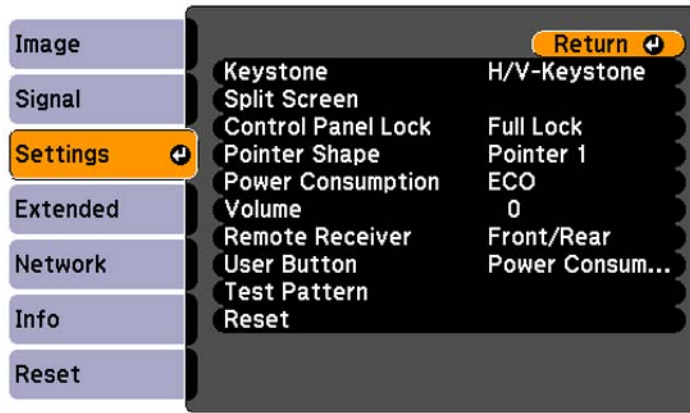 Image
Signal
Settings
Extended
Network
Info
Reset
Return
Keystone H/V-Keystone
Split Screen
Control Panel Lock Full Lock
Pointer Shape Pointer 1
Power Consumption ECO
Volume 0
Remote Receiver Front/Rear
User Button Power Consum...
Test Pattern
Reset